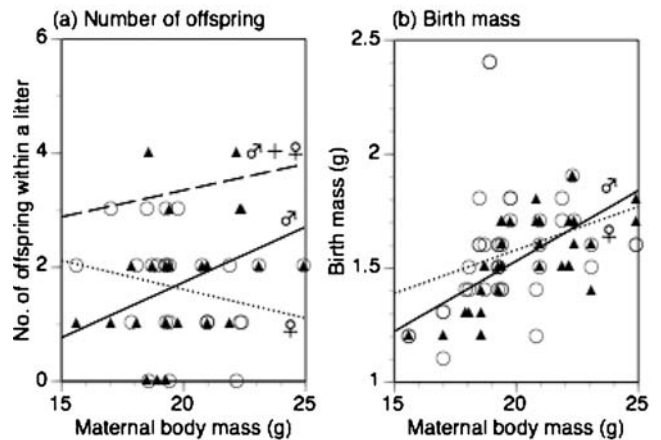 (a) Number of offspring
(b) Birth mass
No. of offspring within a litter
6
4
2
0
♂ + ♀
♂
♀
15
20
25
Maternal body mass (g)
Birth mass (g)
2.5
2
1.5
1
♂
♀
15
20
25
Maternal body mass (g)